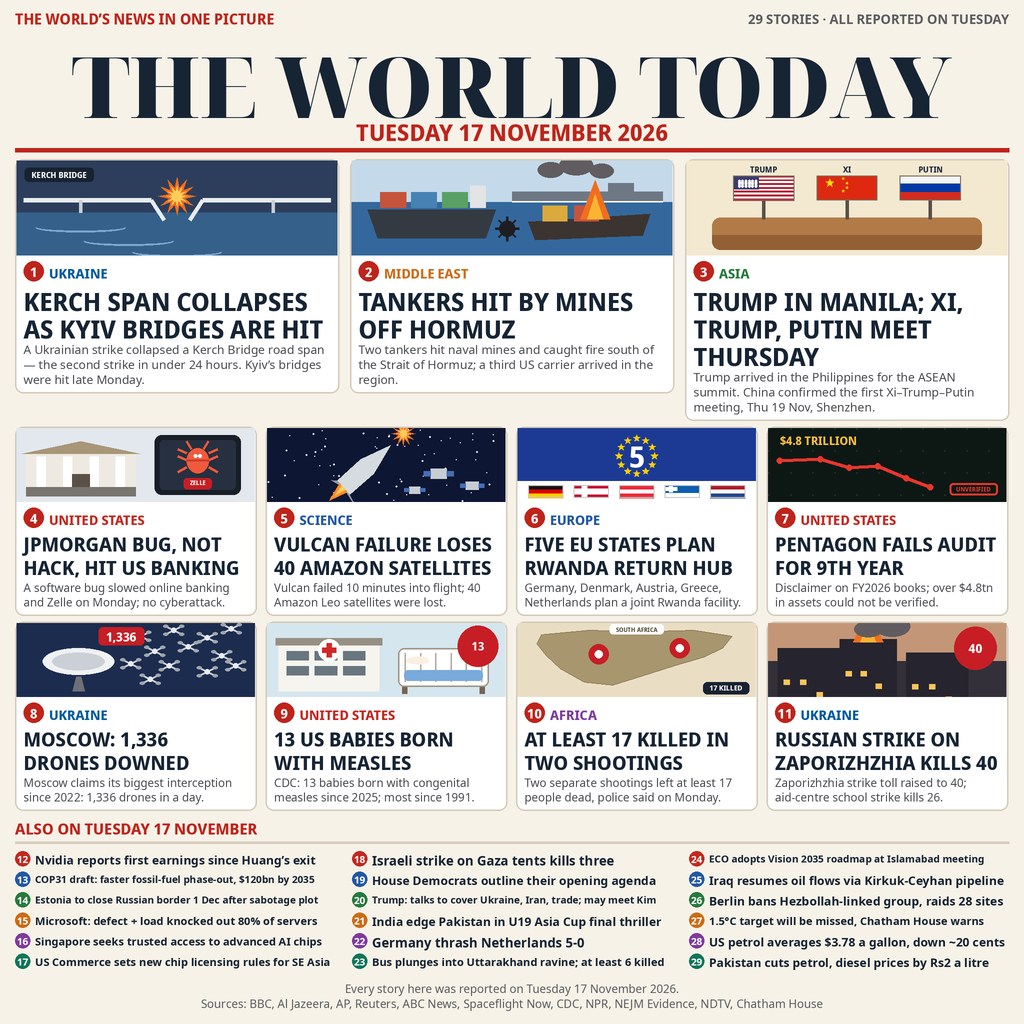 THE WORLD'S NEWS IN ONE PICTURE
29 STORIES · ALL REPORTED ON TUESDAY
THE WORLD TODAY
TUESDAY 17 NOVEMBER 2026
KERCH BRIDGE
1 UKRAINE
KERCH SPAN COLLAPSES
AS KYIV BRIDGES ARE HIT
A Ukrainian strike collapsed a Kerch Bridge road span
— the second strike in under 24 hours. Kyiv's bridges
were hit late Monday.
2 MIDDLE EAST
TANKERS HIT BY MINES
OFF HORMUZ
Two tankers hit naval mines and caught fire south of
the Strait of Hormuz; a third US carrier arrived in the
region.
TRUMP
XI
PUTIN
3 ASIA
TRUMP IN MANILA; XI,
TRUMP, PUTIN MEET
THURSDAY
Trump arrived in the Philippines for the ASEAN
summit. China confirmed the first Xi–Trump–Putin
meeting, Thu 19 Nov, Shenzhen.
ZELLE
4 UNITED STATES
JPMORGAN BUG, NOT
HACK, HIT US BANKING
A software bug slowed online banking
and Zelle on Monday; no cyberattack.
5 SCIENCE
VULCAN FAILURE LOSES
40 AMAZON SATELLITES
Vulcan failed 10 minutes into flight; 40
Amazon Leo satellites were lost.
5
6 EUROPE
FIVE EU STATES PLAN
RWANDA RETURN HUB
Germany, Denmark, Austria, Greece,
Netherlands plan a joint Rwanda facility.
$4.8 TRILLION
UNVERIFIED
7 UNITED STATES
PENTAGON FAILS AUDIT
FOR 9TH YEAR
Disclaimer on FY2026 books; over $4.8tn
in assets could not be verified.
1,336
8 UKRAINE
MOSCOW: 1,336
DRONES DOWNED
Moscow claims its biggest interception
since 2022: 1,336 drones in a day.
13
9 UNITED STATES
13 US BABIES BORN
WITH MEASLES
CDC: 13 babies born with congenital
measles since 2025; most since 1991.
SOUTH AFRICA
17 KILLED
10 AFRICA
AT LEAST 17 KILLED IN
TWO SHOOTINGS
Two separate shootings left at least 17
people dead, police said on Monday.
40
11 UKRAINE
RUSSIAN STRIKE ON
ZAPORIZHZHIA KILLS 40
Zaporizhzhia strike toll raised to 40;
aid-centre school strike kills 26.
ALSO ON TUESDAY 17 NOVEMBER
12 Nvidia reports first earnings since Huang's exit
13 COP31 draft: faster fossil-fuel phase-out, $120bn by 2035
14 Estonia to close Russian border 1 Dec after sabotage plot
15 Microsoft: defect + load knocked out 80% of servers
16 Singapore seeks trusted access to advanced AI chips
17 US Commerce sets new chip licensing rules for SE Asia
18 Israeli strike on Gaza tents kills three
19 House Democrats outline their opening agenda
20 Trump: talks to cover Ukraine, Iran, trade; may meet Kim
21 India edge Pakistan in U19 Asia Cup final thriller
22 Germany thrash Netherlands 5-0
23 Bus plunges into Uttarakhand ravine; at least 6 killed
24 ECO adopts Vision 2035 roadmap at Islamabad meeting
25 Iraq resumes oil flows via Kirkuk-Ceyhan pipeline
26 Berlin bans Hezbollah-linked group, raids 28 sites
27 1.5°C target will be missed, Chatham House warns
28 US petrol averages $3.78 a gallon, down ~20 cents
29 Pakistan cuts petrol, diesel prices by Rs2 a litre
Every story here was reported on Tuesday 17 November 2026.
Sources: BBC, Al Jazeera, AP, Reuters, ABC News, Spaceflight Now, CDC, NPR, NEJM Evidence, NDTV, Chatham House